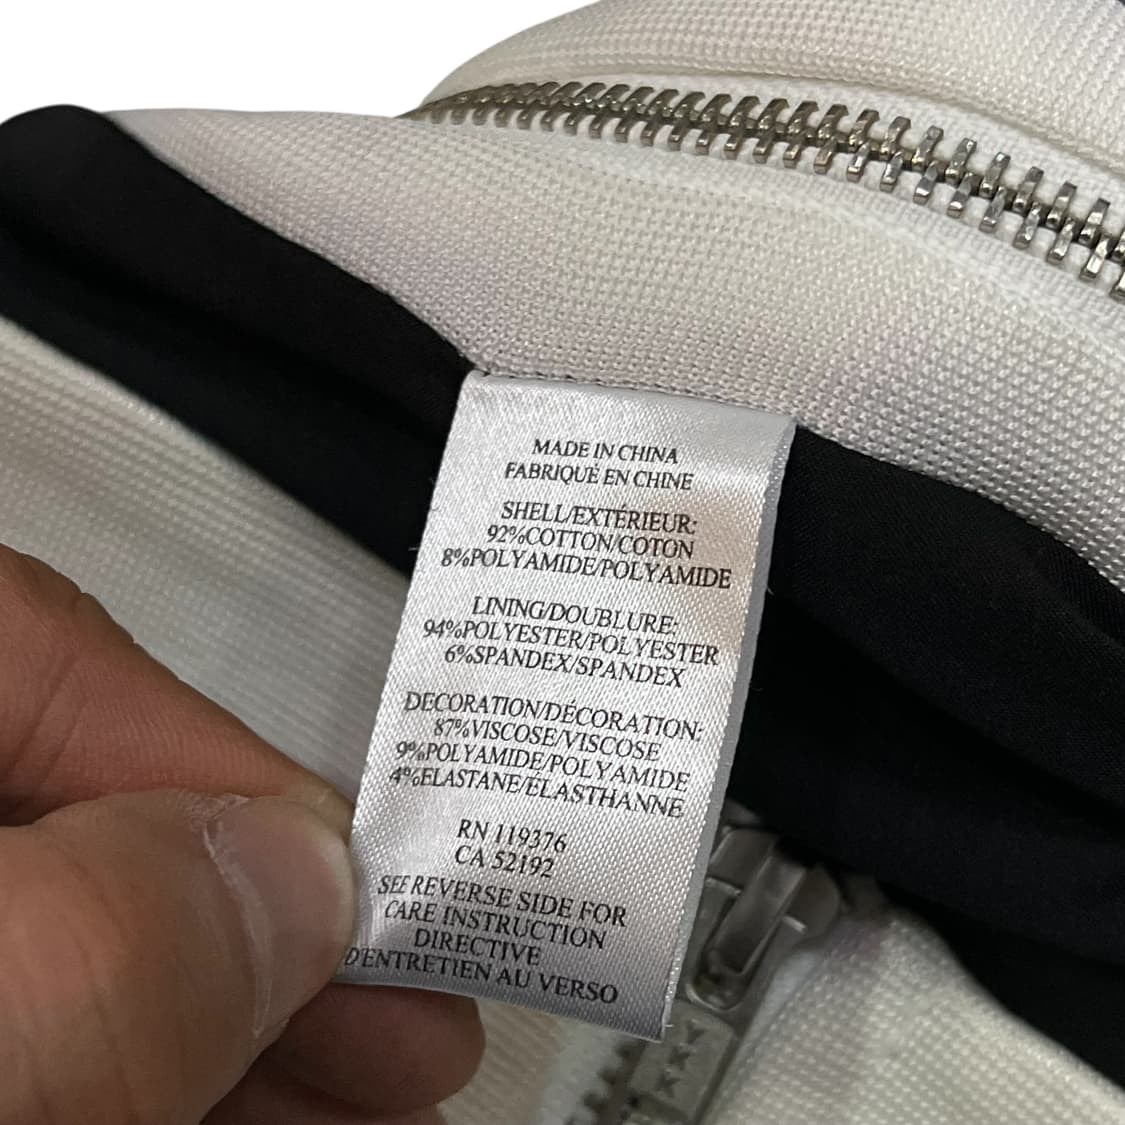 MADE IN CHINA
FABRIQUÉ EN CHINE
SHELL/EXTÉRIEUR:
92%COTTON/COTON
8%POLYAMIDE/POLYAMIDE
LINING/DOUBLURE:
94%POLYESTER/POLYESTER
6%SPANDEX/SPANDEX
DECORATION/DÉCORATION:
87%VISCOSE/VISCOSE
9%POLYAMIDE/POLYAMIDE
4%ELASTANE/ÉLASTHANNE
RN 119376
CA 52192
SEE REVERSE SIDE FOR
CARE INSTRUCTION
DIRECTIVE
D'ENTRETIEN AU VERSO
YKK